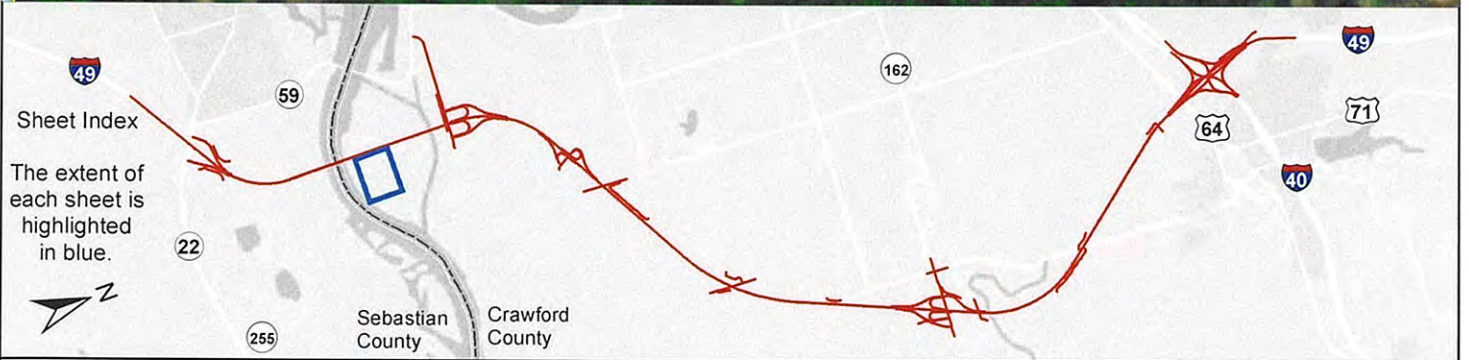 49
59
Sheet Index
The extent of
each sheet is
highlighted
in blue.
22
N
255
Sebastian
County
Crawford
County
162
49
71
64
40